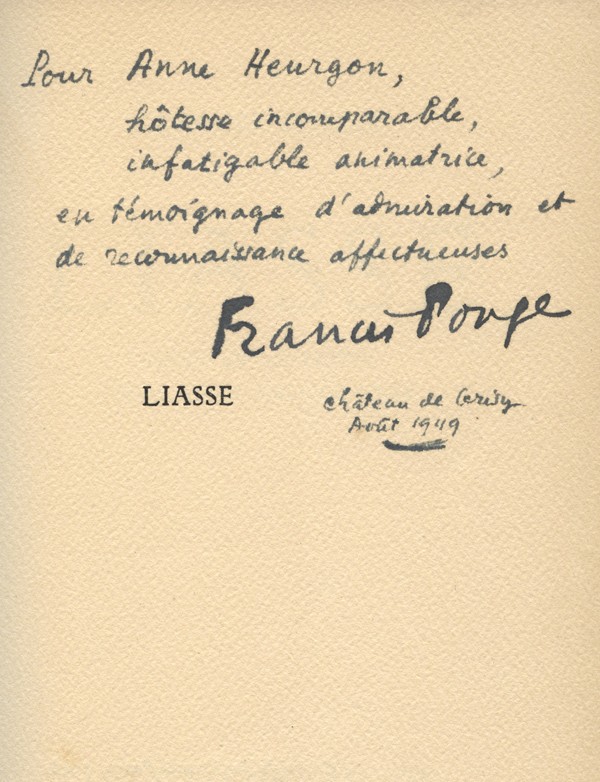 Pour Anne Heurgon,
hôtesse incomparable,
infatigable animatrice,
en témoignage d'admiration et
de reconnaissance affectueuses
Francis Ponge
LIASSE
château de Cerisy
Août 1949